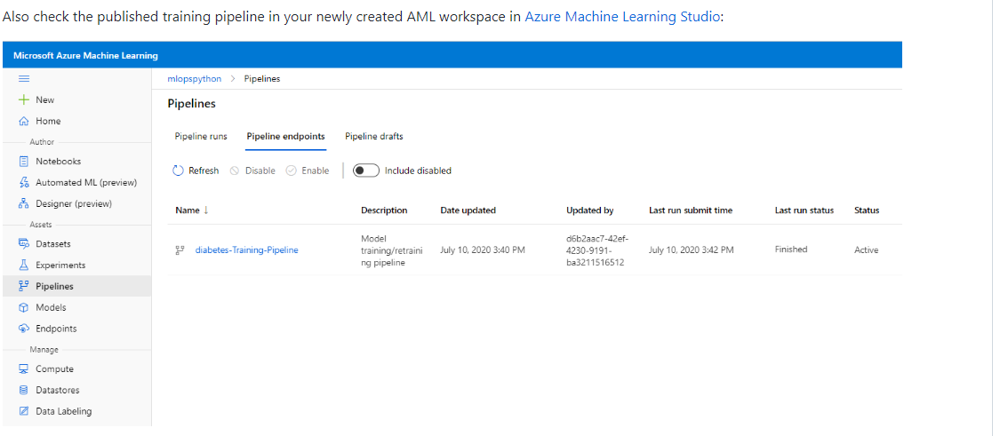 Also check the published training pipeline in your newly created AML workspace in Azure Machine Learning Studio:
Microsoft Azure Machine Learning
mlopspython > Pipelines
New
Home
Author
Notebooks
Automated ML (preview)
Designer (preview)
Assets
Datasets
Experiments
Pipelines
Models
Endpoints
Manage
Compute
Datastores
Data Labeling
Pipelines
Pipeline runs Pipeline endpoints Pipeline drafts
Refresh Disable Enable Include disabled
Name ↓ Description Date updated Updated by Last run submit time Last run status Status
diabetes-Training-Pipeline
Model
training/retraini
ng pipeline
July 10, 2020 3:40 PM
d6b2aac7-42ef-
4230-9191-
ba3211516512
July 10, 2020 3:42 PM
Finished
Active